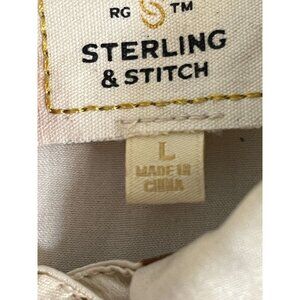 RG S TM
STERLING
& STITCH
L
MADE IN
CHINA